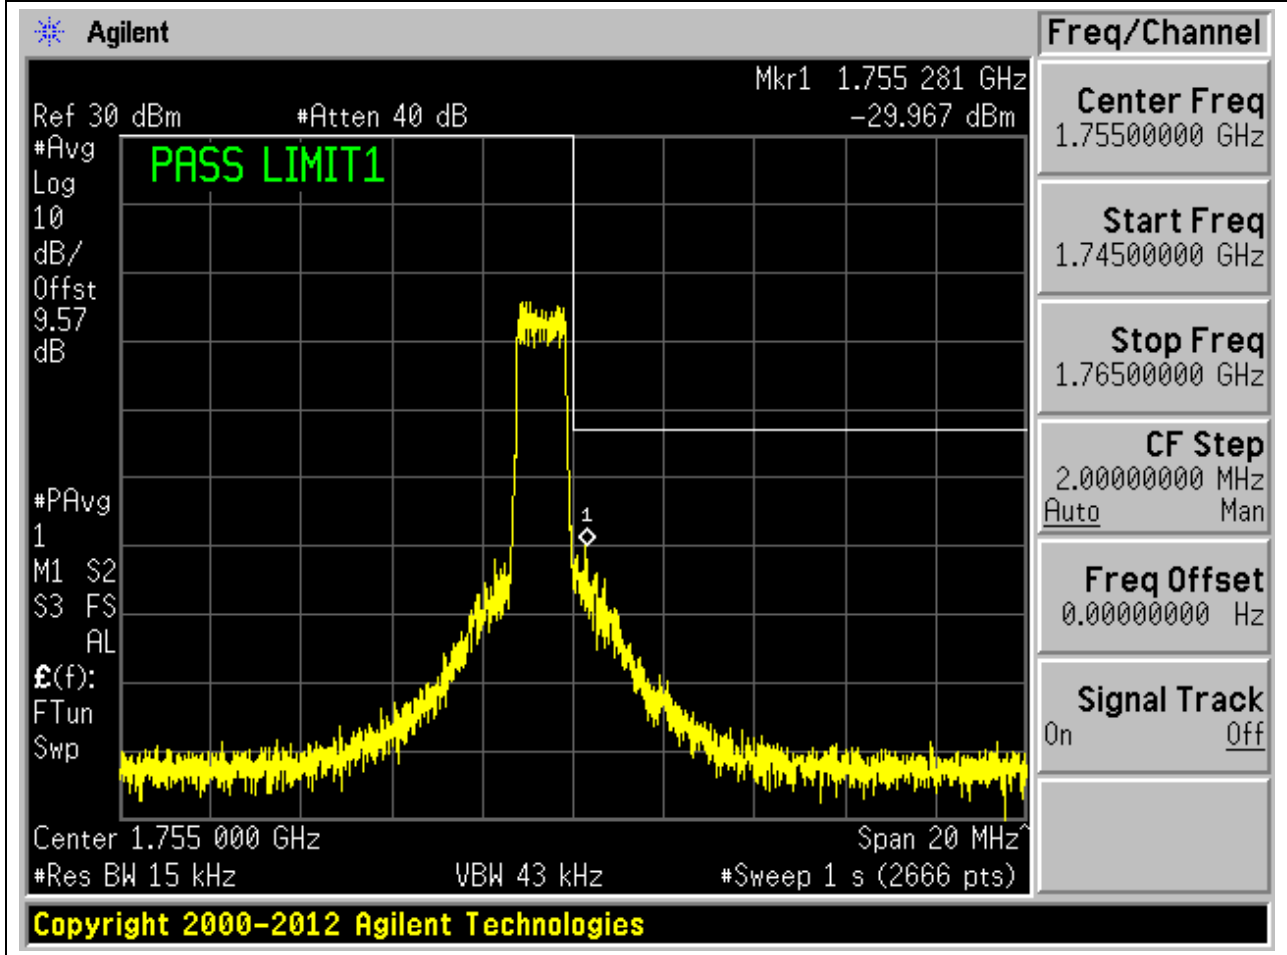 Agilent
Freq/Channel
Mkr1 1.755 281 GHz
Ref 30 dBm #Atten 40 dB -29.967 dBm
#Avg
Log
10
dB/
Offst
9.57
dB
#PAvg
1
M1 S2
S3 FS
AL
£(f):
FTun
Swp
PASS LIMIT1
1
Center 1.755 000 GHz Span 20 MHz^
#Res BW 15 kHz VBW 43 kHz #Sweep 1 s (2666 pts)
Center Freq
1.75500000 GHz
Start Freq
1.74500000 GHz
Stop Freq
1.76500000 GHz
CF Step
2.00000000 MHz
Auto Man
Freq Offset
0.00000000 Hz
Signal Track
On Off
Copyright 2000-2012 Agilent Technologies